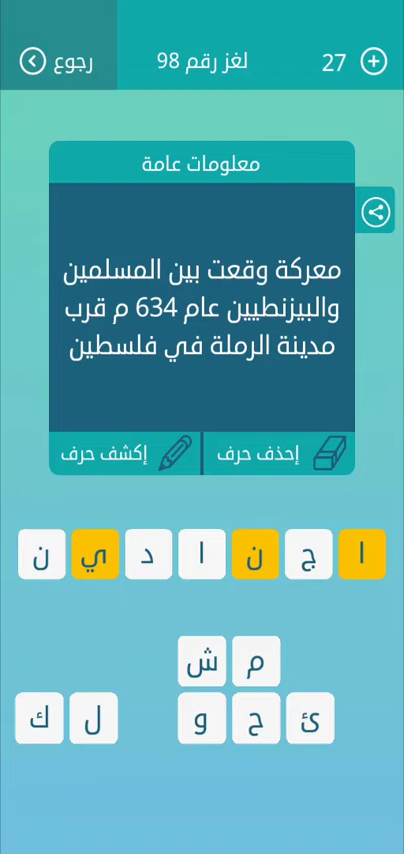 رجوع
لغز رقم 98
27
معلومات عامة
معركة وقعت بين المسلمين
والبيزنطيين عام 634 م قرب
مدينة الرملة في فلسطين
إحذف حرف
إكشف حرف
ا ج ن ا د ي ن
م ش
ئ ح و ل ك